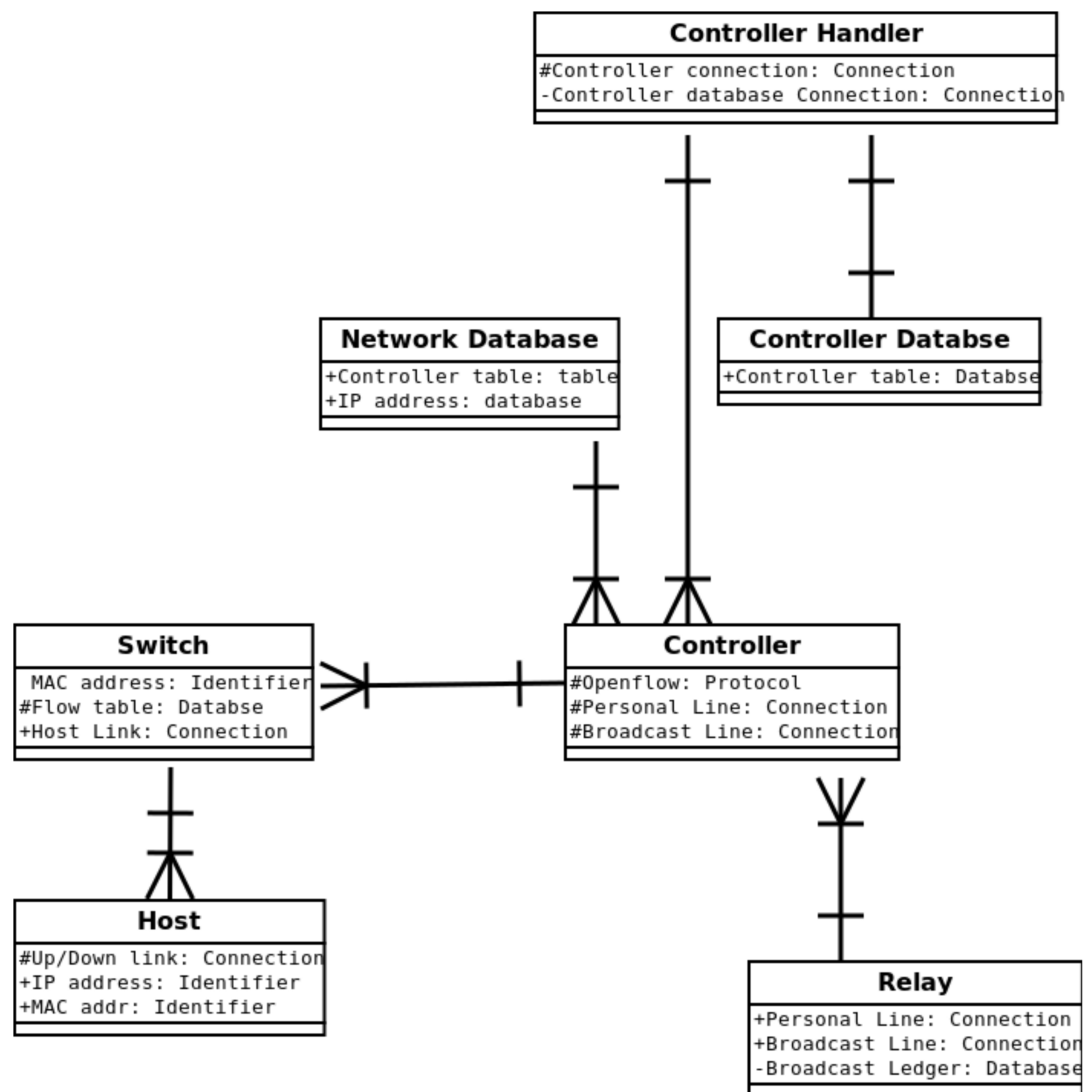 Controller Handler
#Controller connection: Connection
-Controller database Connection: Connection
Network Database
+Controller table: table
+IP address: database
Controller Databse
+Controller table: Databse
Switch
MAC address: Identifier
#Flow table: Databse
+Host Link: Connection
Controller
#Openflow: Protocol
#Personal Line: Connection
#Broadcast Line: Connection
Host
#Up/Down link: Connection
+IP address: Identifier
+MAC addr: Identifier
Relay
+Personal Line: Connection
+Broadcast Line: Connection
-Broadcast Ledger: Database